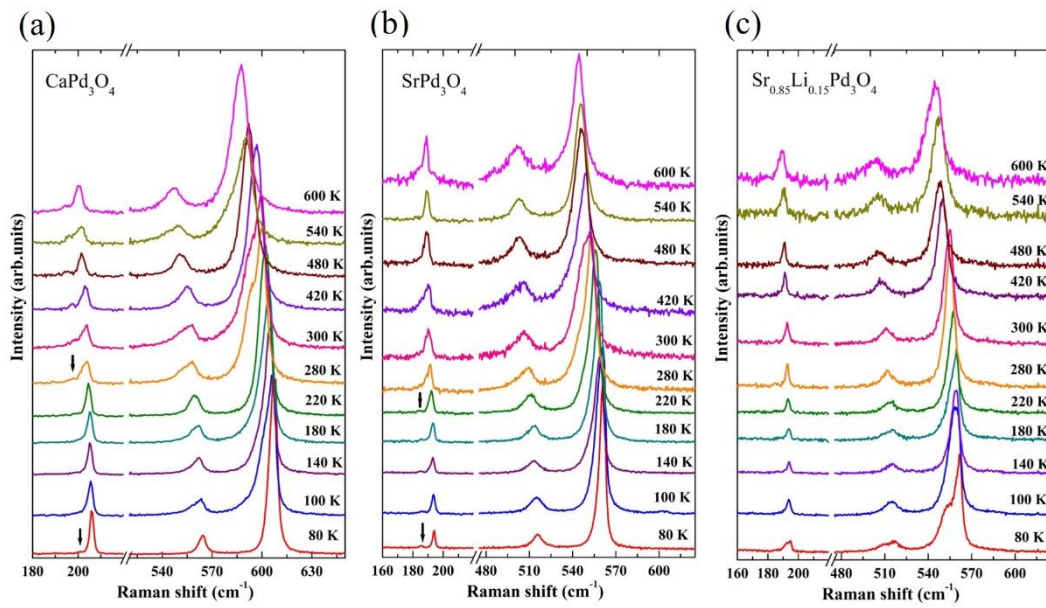 (a)
CaPd₃O₄
600 K
540 K
480 K
420 K
300 K
280 K
220 K
180 K
140 K
100 K
80 K
Intensity (arb.units)
180 200 540 570 600 630
Raman shift (cm⁻¹)
(b)
SrPd₃O₄
600 K
540 K
480 K
420 K
300 K
280 K
220 K
180 K
140 K
100 K
80 K
Intensity (arb.units)
160 180 200 480 520 560 600
Raman shift (cm⁻¹)
(c)
Sr₀.₈₅Li₀.₁₅Pd₃O₄
600 K
540 K
480 K
420 K
300 K
280 K
220 K
180 K
140 K
100 K
80 K
Intensity (arb.units)
160 180 200 220 480 510 540 570 600
Raman shift (cm⁻¹)